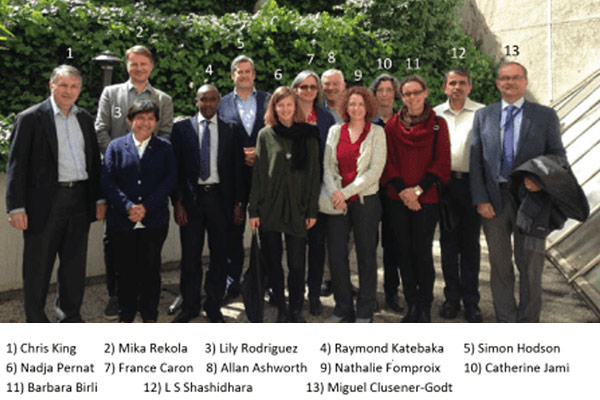 1 2 3 4 5 6 7 8 9 10 11 12 13
1) Chris King 2) Mika Rekola 3) Lily Rodriguez 4) Raymond Katebaka 5) Simon Hodson
6) Nadja Pernat 7) France Caron 8) Allan Ashworth 9) Nathalie Fomproix 10) Catherine Jami
11) Barbara Birli 12) L S Shashidhara 13) Miguel Clusener-Godt